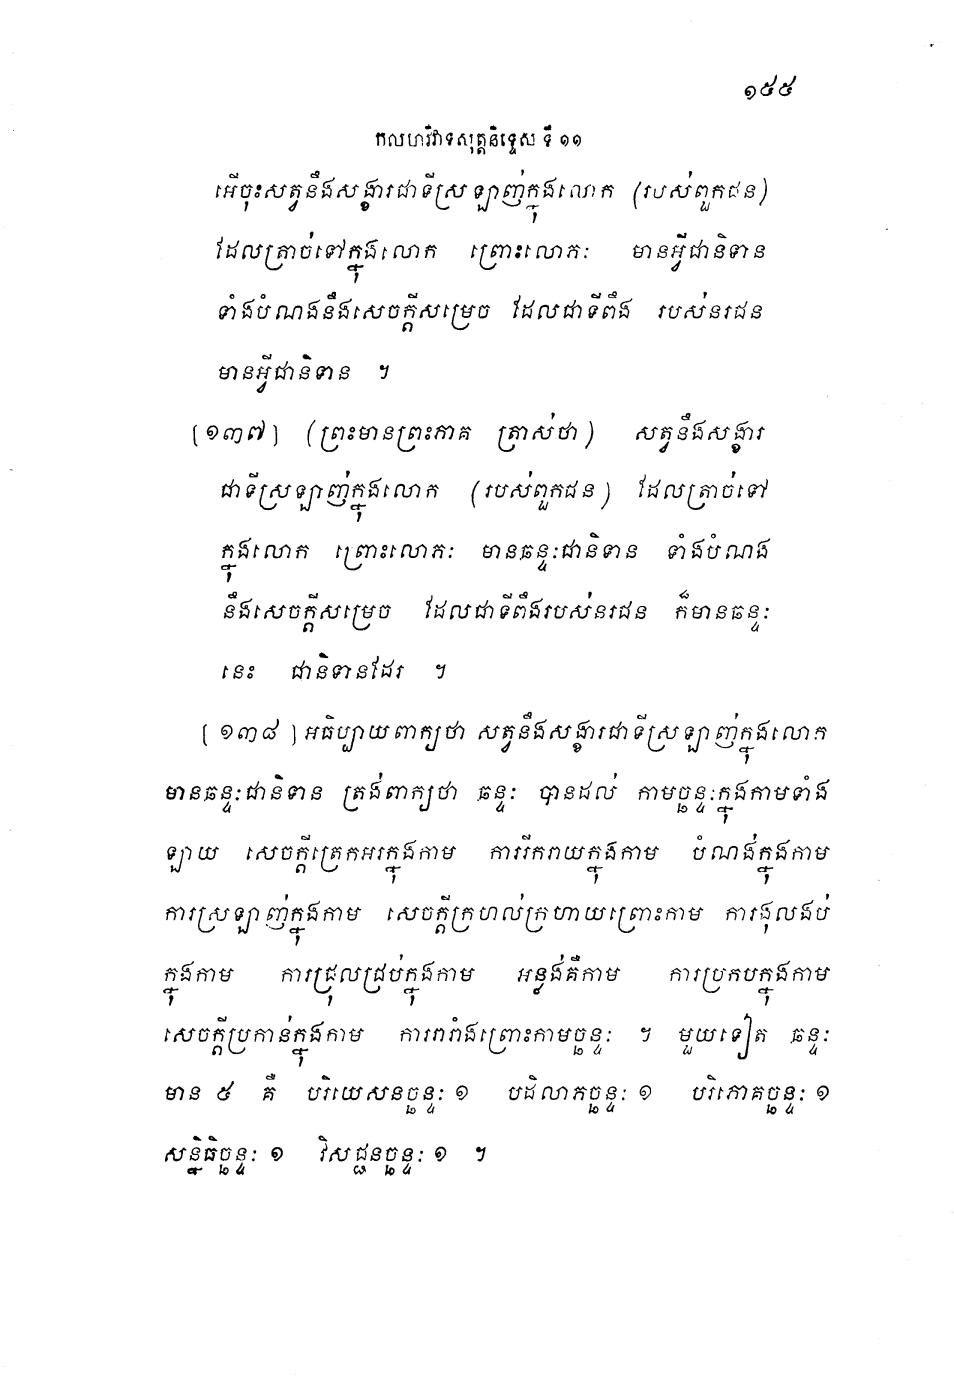 ១៥៥
កលហវិវាទសុត្តនិទ្ទេស ទី ១១
អើចុះសត្វនឹងសង្ខារជាទីស្រឡាញ់ក្នុងលោក (របស់ពួកជន)
ដែលត្រាច់ទៅក្នុងលោក ព្រោះលោភៈ មានអ្វីជានិទាន
ទាំងបំណងនឹងសេចក្តីសម្រេច ដែលជាទីពឹង របស់នរជន
មានអ្វីជានិទាន ។
[១៣៧] (ព្រះមានព្រះភាគ ត្រាស់ថា) សត្វនឹងសង្ខារ
ជាទីស្រឡាញ់ក្នុងលោក (របស់ពួកជន) ដែលត្រាច់ទៅ
ក្នុងលោក ព្រោះលោភៈ មានឆន្ទៈជានិទាន ទាំងបំណង
នឹងសេចក្តីសម្រេច ដែលជាទីពឹងរបស់នរជន ក៏មានឆន្ទៈ
នេះ ជានិទានដែរ ។
[១៣៨] អធិប្បាយពាក្យថា សត្វនឹងសង្ខារជាទីស្រឡាញ់ក្នុងលោក
មានឆន្ទៈជានិទាន ត្រង់ពាក្យថា ឆន្ទៈ បានដល់ កាមច្ឆន្ទៈក្នុងកាមទាំង
ឡាយ សេចក្តីត្រេកអរក្នុងកាម ការរីករាយក្នុងកាម បំណង់ក្នុងកាម
ការស្រឡាញ់ក្នុងកាម សេចក្តីក្រហល់ក្រហាយព្រោះកាម ការងុលងប់
ក្នុងកាម ការជ្រុលជ្រប់ក្នុងកាម អន្លង់គឺកាម ការប្រកបក្នុងកាម
សេចក្តីប្រកាន់ក្នុងកាម ការរារាំងព្រោះកាមច្ឆន្ទៈ ។ មួយទៀត ឆន្ទៈ
មាន ៥ គឺ បរិយេសនច្ឆន្ទៈ ១ បដិលាភច្ឆន្ទៈ ១ បរិភោគច្ឆន្ទៈ ១
សន្និធិច្ឆន្ទៈ ១ វិសជ្ជនច្ឆន្ទៈ ១ ។